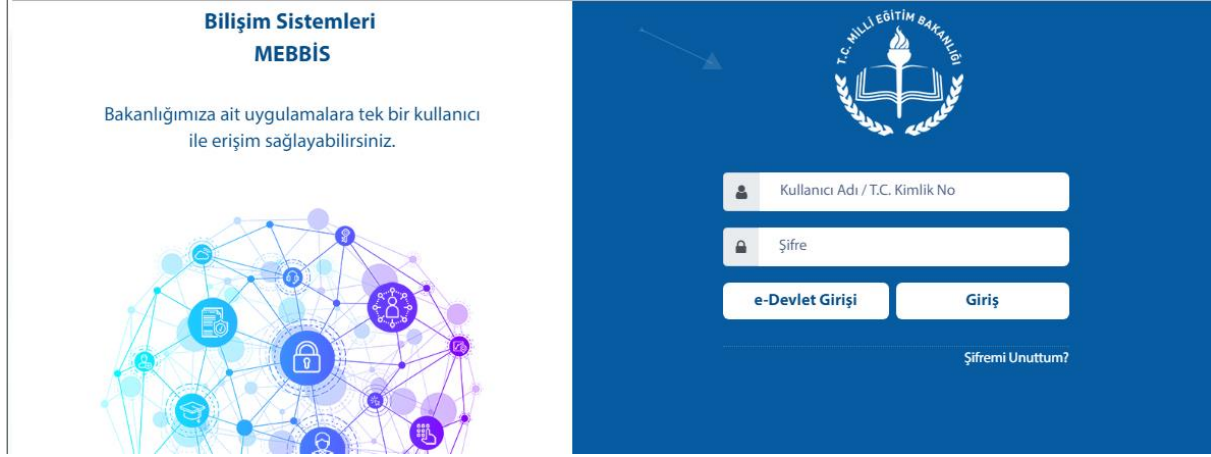 Bilişim Sistemleri
MEBBİS
Bakanlığımıza ait uygulamalara tek bir kullanıcı
ile erişim sağlayabilirsiniz.
T.C. MİLLİ EĞİTİM BAKANLIĞI
Kullanıcı Adı / T.C. Kimlik No
Şifre
e-Devlet Girişi
Giriş
Şifremi Unuttum?